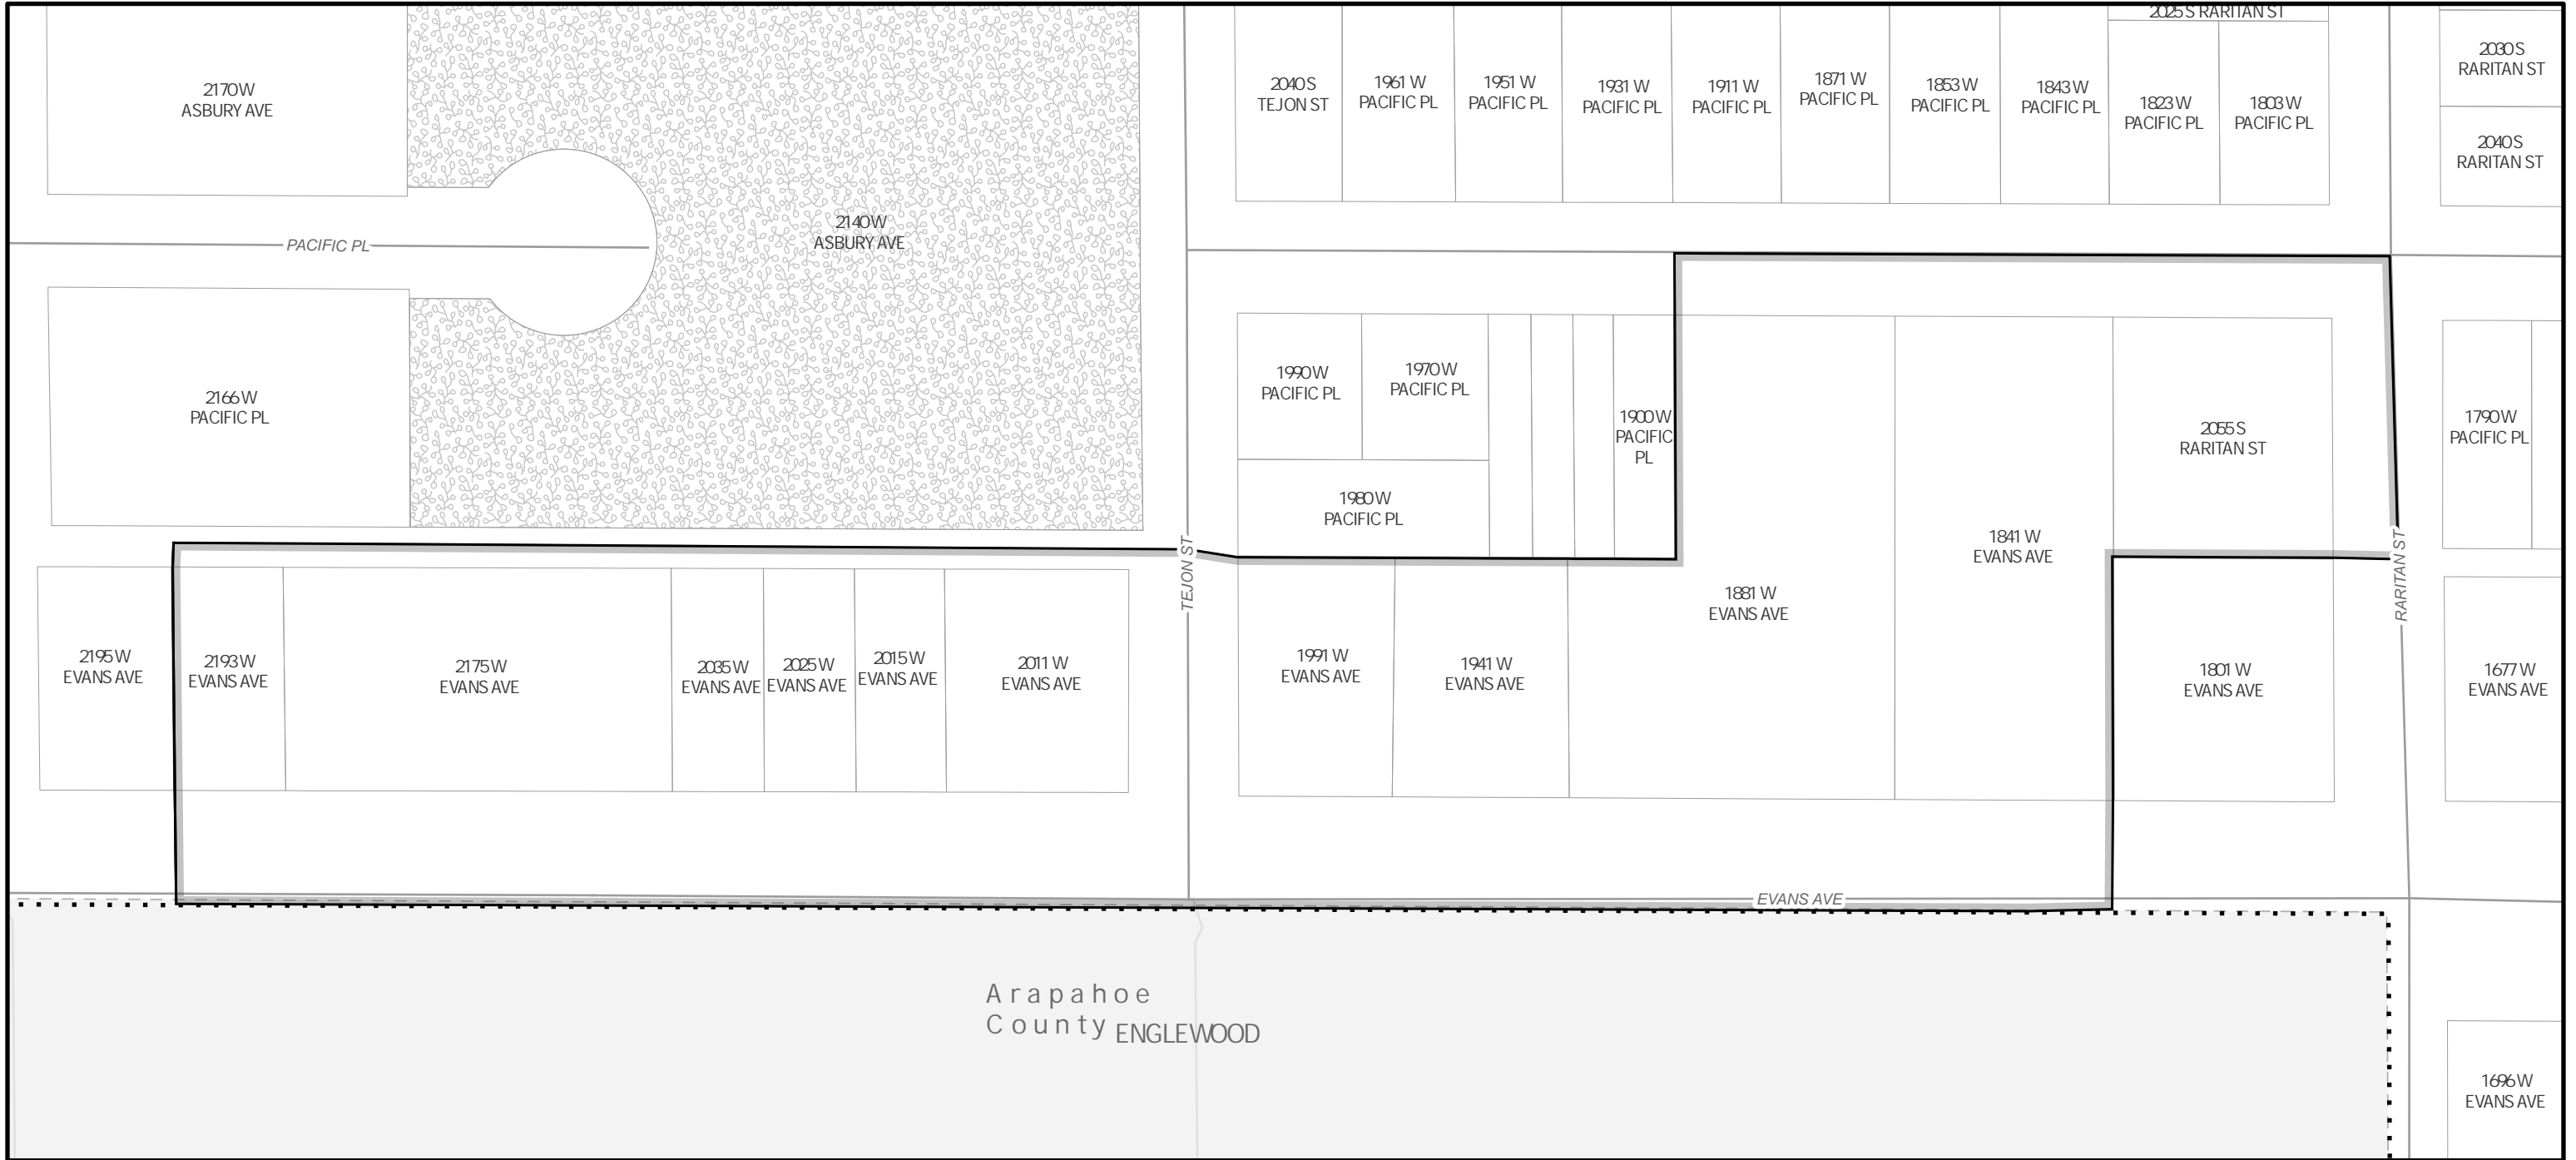 2025 S RARITAN ST
2170 W
ASBURY AVE
2040 S
TEJON ST
1961 W
PACIFIC PL
1951 W
PACIFIC PL
1931 W
PACIFIC PL
1911 W
PACIFIC PL
1871 W
PACIFIC PL
1853 W
PACIFIC PL
1843 W
PACIFIC PL
1823 W
PACIFIC PL
1803 W
PACIFIC PL
2030 S
RARITAN ST
2040 S
RARITAN ST
2140 W
ASBURY AVE
PACIFIC PL
2166 W
PACIFIC PL
1990 W
PACIFIC PL
1970 W
PACIFIC PL
1900 W
PACIFIC
PL
2055 S
RARITAN ST
1790 W
PACIFIC PL
1980 W
PACIFIC PL
1841 W
EVANS AVE
TEJON ST
RARITAN ST
1881 W
EVANS AVE
2195 W
EVANS AVE
2193 W
EVANS AVE
2175 W
EVANS AVE
2035 W
EVANS AVE
2025 W
EVANS AVE
2015 W
EVANS AVE
2011 W
EVANS AVE
1991 W
EVANS AVE
1941 W
EVANS AVE
1801 W
EVANS AVE
1677 W
EVANS AVE
EVANS AVE
Arapahoe
County
ENGLEWOOD
1696 W
EVANS AVE